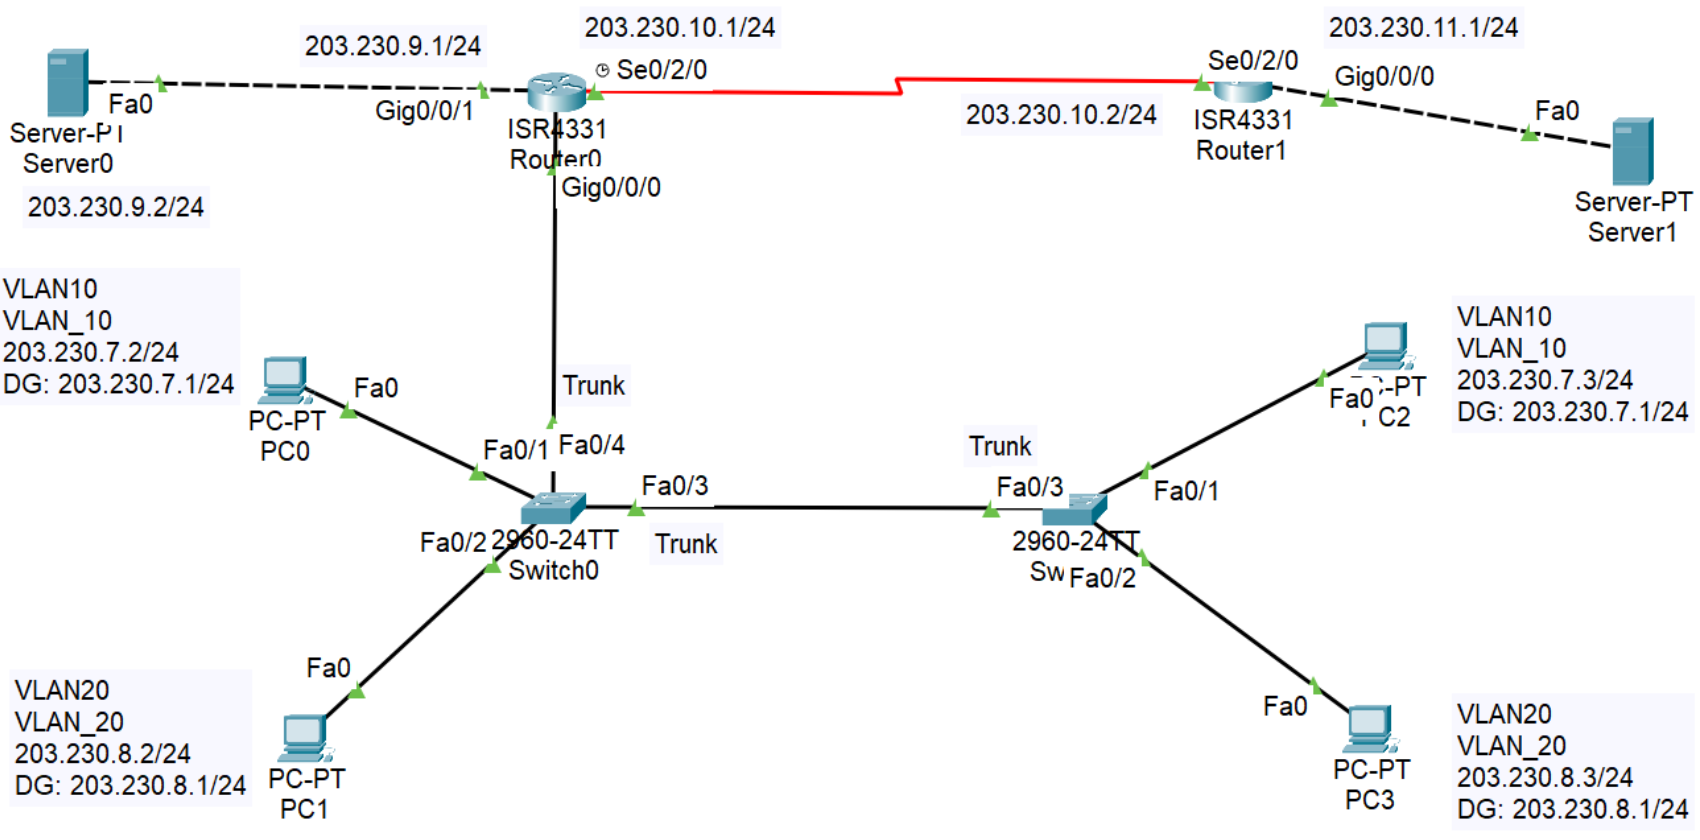 203.230.9.1/24
203.230.10.1/24
203.230.11.1/24
Se0/2/0
Se0/2/0
Gig0/0/0
Fa0
Gig0/0/1
203.230.10.2/24
Fa0
Server-PT
Server0
ISR4331
Router0
ISR4331
Router1
Gig0/0/0
203.230.9.2/24
Server-PT
Server1
VLAN10
VLAN_10
203.230.7.2/24
DG: 203.230.7.1/24
Fa0
PC-PT
PC0
Trunk
Fa0/1
Fa0/4
VLAN10
VLAN_10
203.230.7.3/24
DG: 203.230.7.1/24
Fa0
-PT
C2
Trunk
Fa0/3
Fa0/3
Fa0/1
Fa0/2
2960-24TT
Switch0
Trunk
2960-24TT
Sw
Fa0/2
Fa0
VLAN20
VLAN_20
203.230.8.2/24
DG: 203.230.8.1/24
PC-PT
PC1
Fa0
PC-PT
PC3
VLAN20
VLAN_20
203.230.8.3/24
DG: 203.230.8.1/24